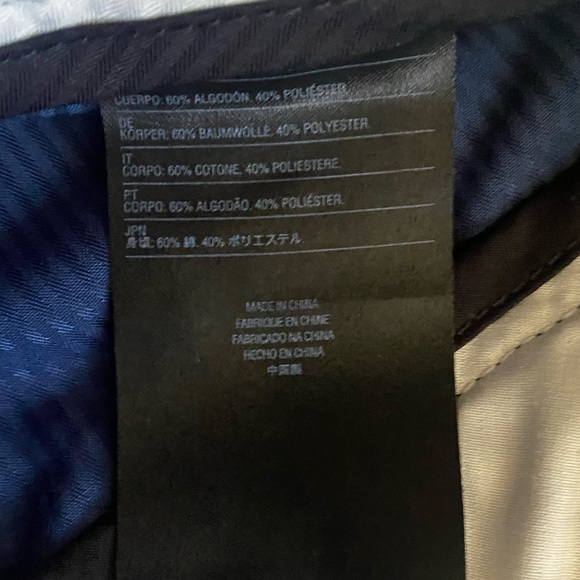 CUERPO: 60% ALGODÓN, 40% POLIÉSTER.
DE
KÖRPER: 60% BAUMWOLLE, 40% POLYESTER.
IT
CORPO: 60% COTONE, 40% POLIESTERE.
PT
CORPO: 60% ALGODÃO, 40% POLIÉSTER.
JPN
身頃: 60% 綿, 40% ポリエステル
MADE IN CHINA
FABRIQUE EN CHINE
FABRICADO NA CHINA
HECHO EN CHINA
中国製